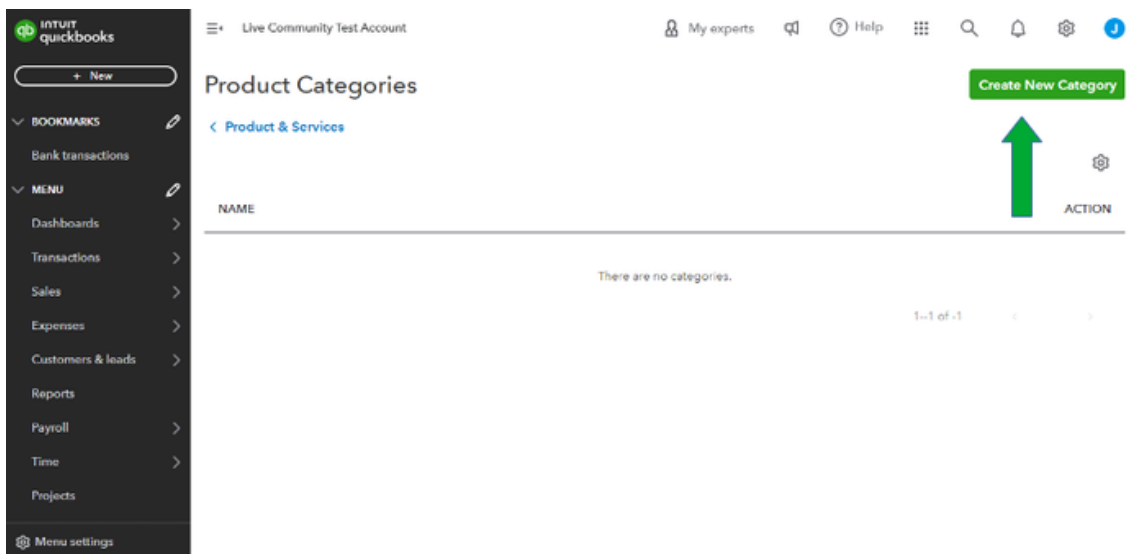 INTUIT
quickbooks
Live Community Test Account
My experts
Help
J
+ New
BOOKMARKS
Bank transactions
MENU
Dashboards
Transactions
Sales
Expenses
Customers & leads
Reports
Payroll
Time
Projects
Menu settings
Product Categories
Create New Category
< Product & Services
NAME
ACTION
There are no categories.
1--1 of -1